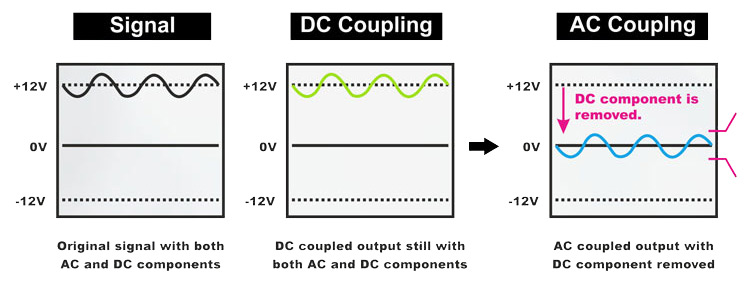 Signal
DC Coupling
AC Couplng
+12V
0V
-12V
+12V
0V
-12V
+12V
0V
-12V
DC component is
removed.
Original signal with both
AC and DC components
DC coupled output still with
both AC and DC components
AC coupled output with
DC component removed